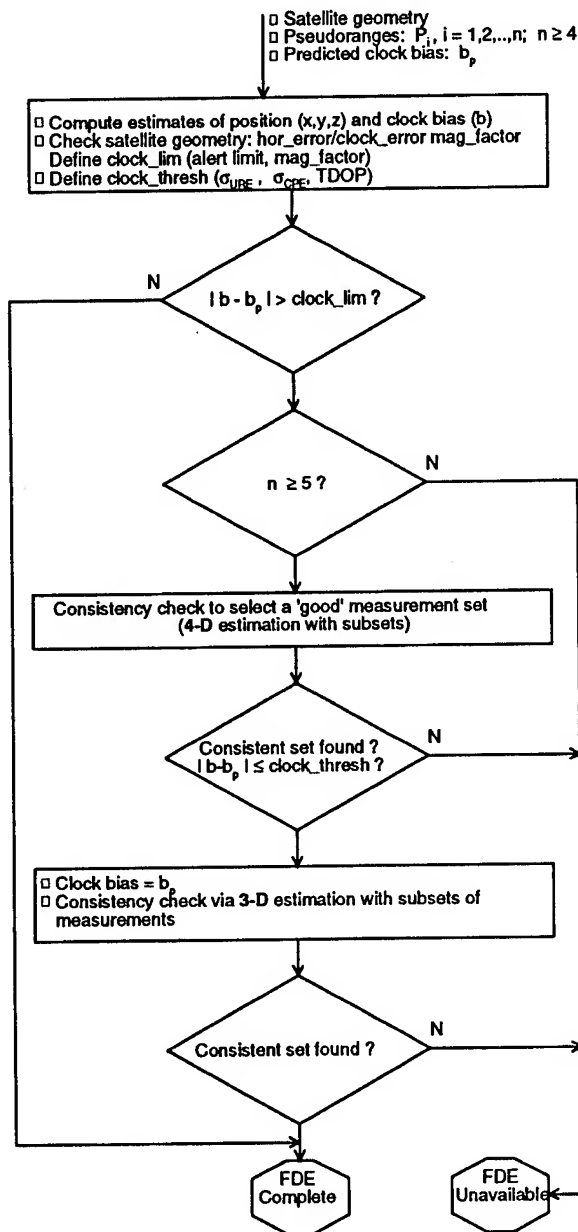 ▯ Satellite geometry
▯ Pseudoranges: P_i, i = 1,2,..,n; n ≥ 4
▯ Predicted clock bias: b_p
▯ Compute estimates of position (x,y,z) and clock bias (b)
▯ Check satellite geometry: hor_error/clock_error mag_factor
Define clock_lim (alert limit, mag_factor)
▯ Define clock_thresh (σ_URE , σ_CPE, TDOP)
N
| b - b_p | > clock_lim ?
N
n ≥ 5 ?
Consistency check to select a 'good' measurement set
(4-D estimation with subsets)
N
Consistent set found ?
| b-b_p | ≤ clock_thresh ?
▯ Clock bias = b_p
▯ Consistency check via 3-D estimation with subsets of
measurements
N
Consistent set found ?
FDE
Complete
FDE
Unavailable